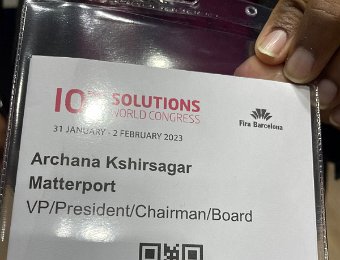 SOLUTIONS
WORLD CONGRESS
31 JANUARY - 2 FEBRUARY 2023
Fira Barcelona
Archana Kshirsagar
Matterport
VP/President/Chairman/Board